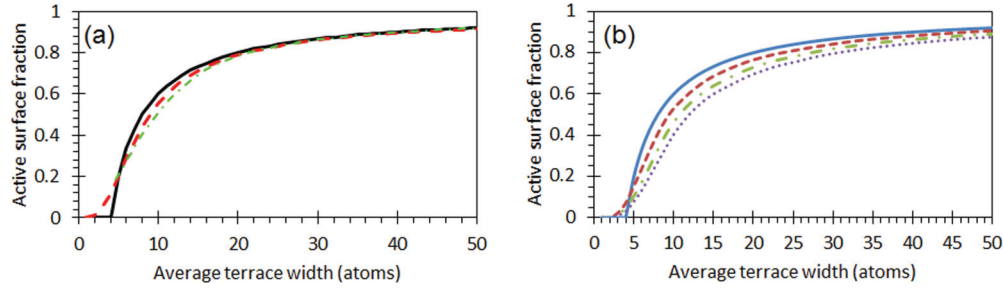 (a)
Active surface fraction
1
0.8
0.6
0.4
0.2
0
0 10 20 30 40 50
Average terrace width (atoms)
(b)
Active surface fraction
1
0.8
0.6
0.4
0.2
0
0 5 10 15 20 25 30 35 40 45 50
Average terrace width (atoms)